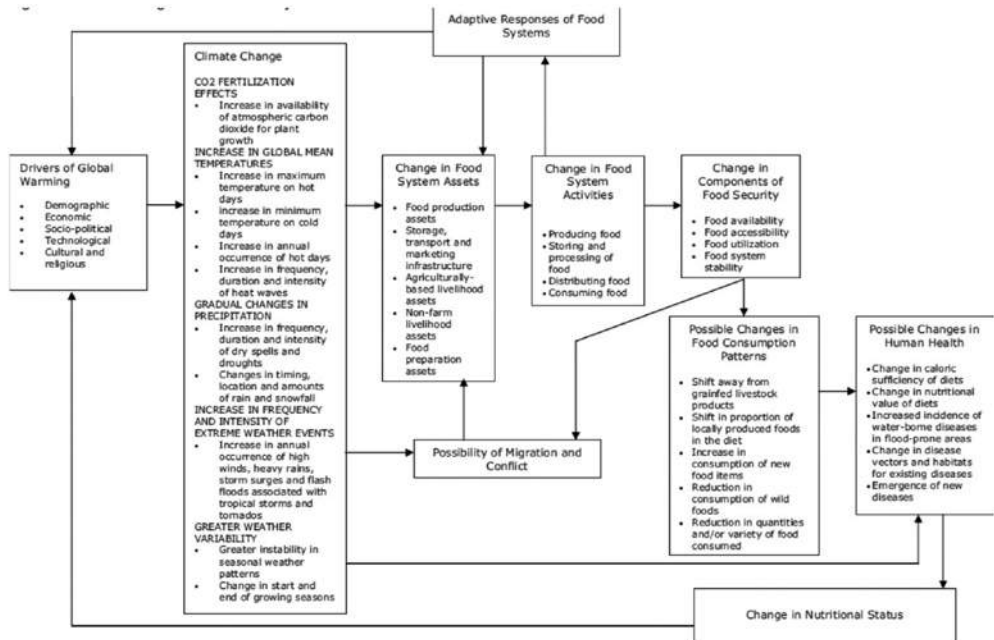 Adaptive Responses of Food
Systems
Climate Change
CO2 FERTILIZATION
EFFECTS
• Increase in availability
of atmospheric carbon
dioxide for plant
growth
INCREASE IN GLOBAL MEAN
TEMPERATURES
• Increase in maximum
temperature on hot
days
• increase in minimum
temperature on cold
days
• Increase in annual
occurrence of hot days
• Increase in frequency,
duration and intensity
of heat waves
GRADUAL CHANGES IN
PRECIPITATION
• Increase in frequency,
duration and intensity
of dry spells and
droughts
• Changes in timing,
location and amounts
of rain and snowfall
INCREASE IN FREQUENCY
AND INTENSITY OF
EXTREME WEATHER EVENTS
• Increase in annual
occurrence of high
winds, heavy rains,
storm surges and flash
floods associated with
tropical storms and
tornados
GREATER WEATHER
VARIABILITY
• Greater instability in
seasonal weather
patterns
• Change in start and
end of growing seasons
Drivers of Global
Warming
• Demographic
• Economic
• Socio-political
• Technological
• Cultural and
religious
Change in Food
System Assets
• Food production
assets
• Storage,
transport and
marketing
infrastructure
• Agriculturally-
based livelihood
assets
• Non-farm
livelihood
assets
• Food
preparation
assets
Change in Food
System
Activities
• Producing food
• Storing and
processing of
food
• Distributing food
• Consuming food
Change in
Components of
Food Security
• Food availability
• Food accessibility
• Food utilization
• Food system
stability
Possibility of Migration and
Conflict
Possible Changes in
Food Consumption
Patterns
• Shift away from
grainfed livestock
products
• Shift in proportion of
locally produced foods
in the diet
• Increase in
consumption of new
food items
• Reduction in
consumption of wild
foods
• Reduction in quantities
and/or variety of food
consumed
Possible Changes in
Human Health
• Change in caloric
sufficiency of diets
• Change in nutritional
value of diets
• Increased incidence of
water-borne diseases
in flood-prone areas
• Change in disease
vectors and habitats
for existing diseases
• Emergence of new
diseases
Change in Nutritional Status